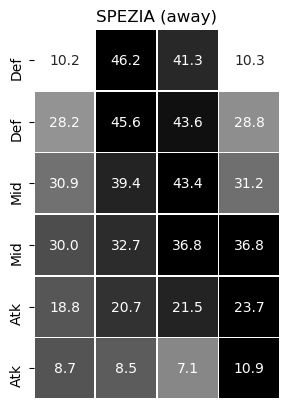 SPEZIA (away)
Def 10.2 46.2 41.3 10.3
Def 28.2 45.6 43.6 28.8
Mid 30.9 39.4 43.4 31.2
Mid 30.0 32.7 36.8 36.8
Atk 18.8 20.7 21.5 23.7
Atk 8.7 8.5 7.1 10.9